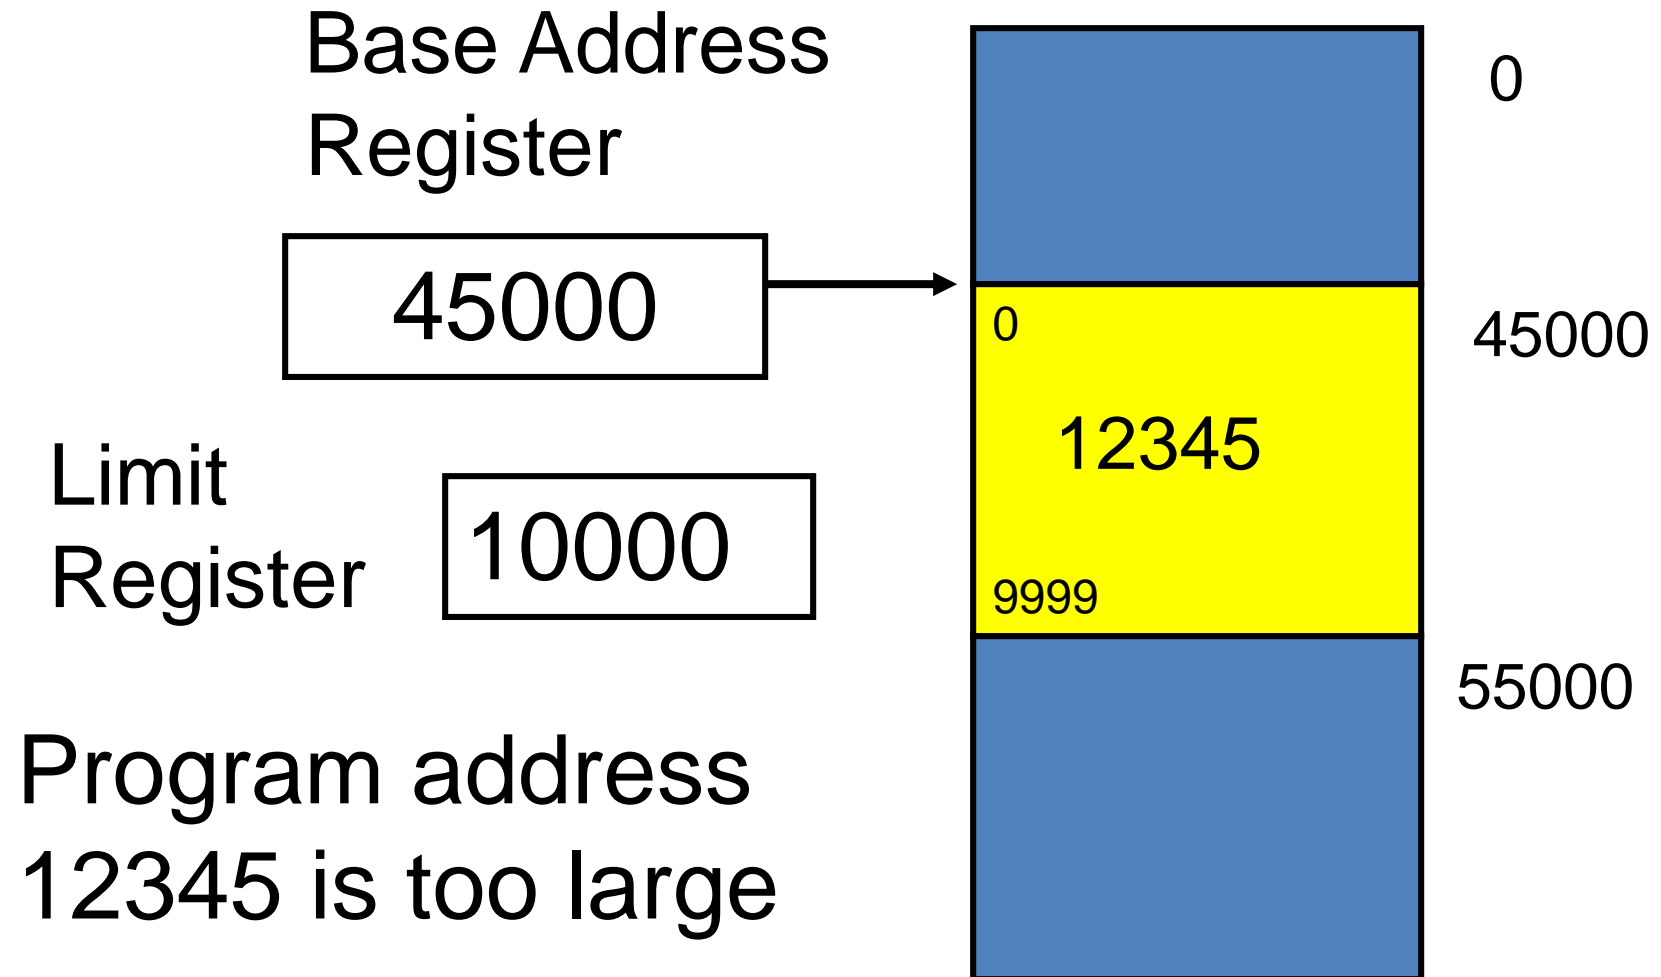 Base Address
Register
45000
Limit
Register
10000
Program address
12345 is too large
0
0
45000
12345
9999
55000